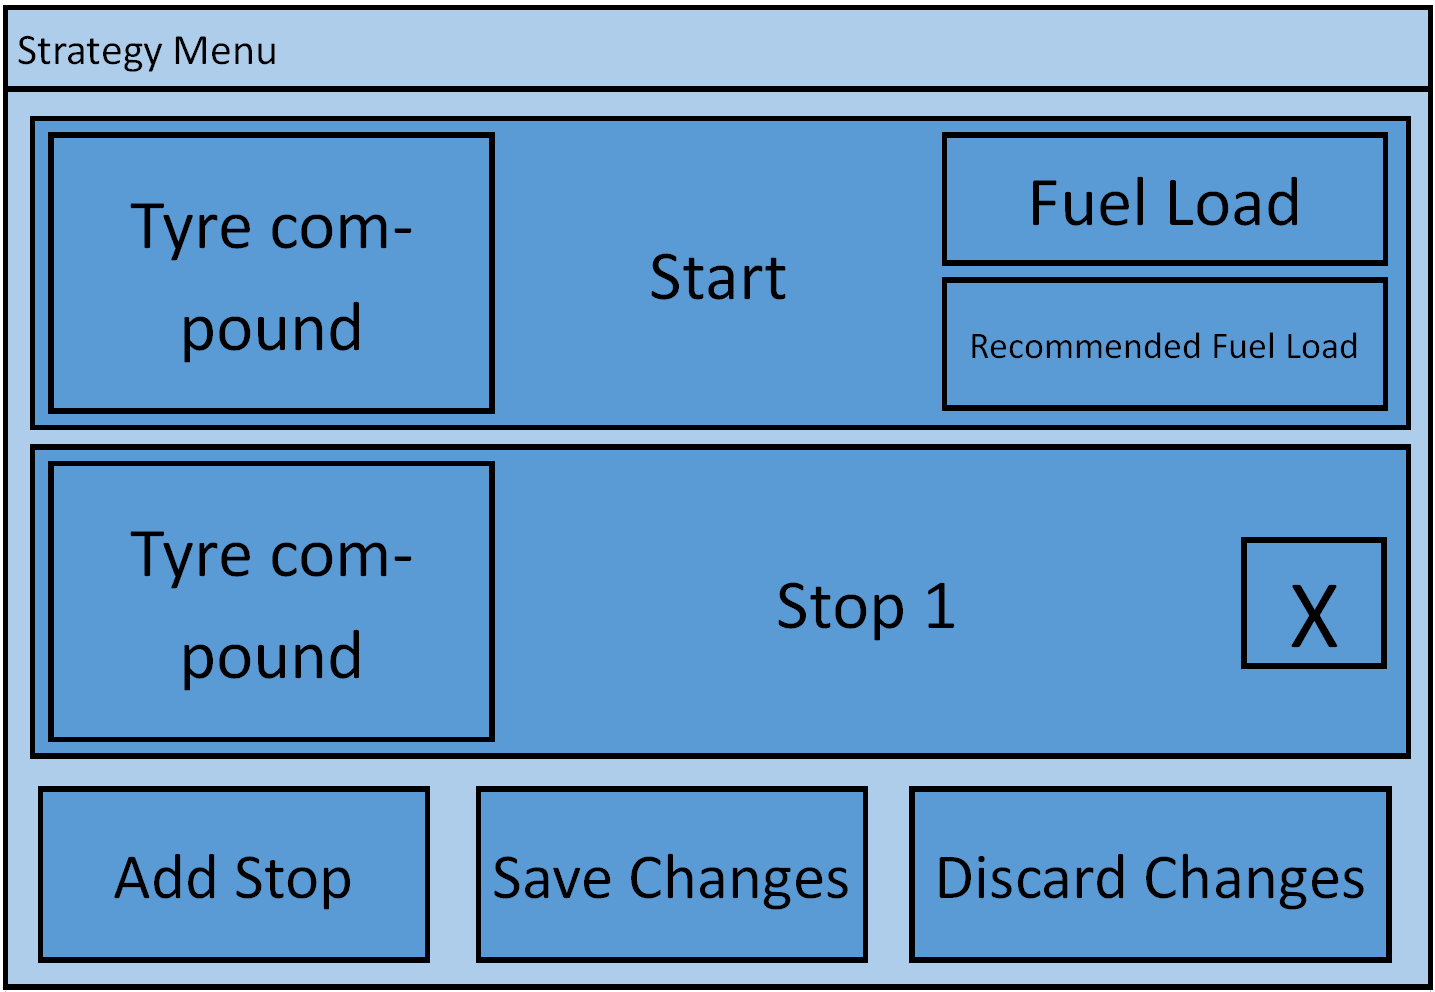 Strategy Menu
Tyre com-
pound
Start
Fuel Load
Recommended Fuel Load
Tyre com-
pound
Stop 1
X
Add Stop
Save Changes
Discard Changes